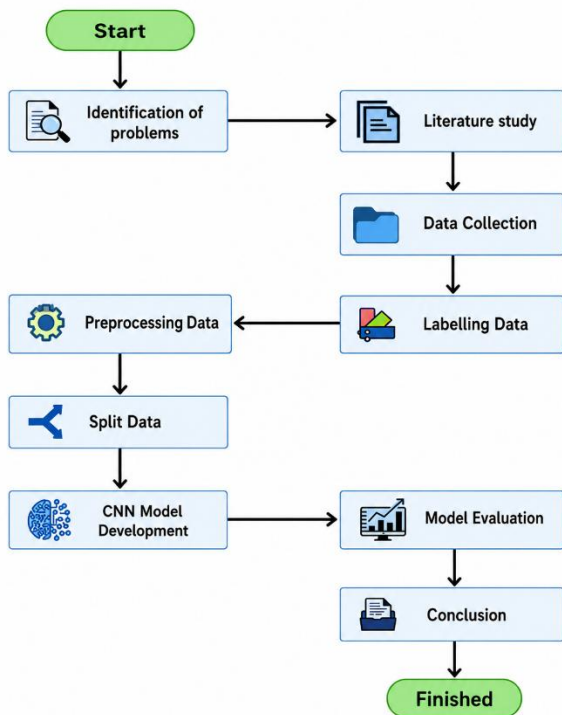 Start
Identification of
problems
Literature study
Data Collection
Labelling Data
Preprocessing Data
Split Data
CNN Model
Development
Model Evaluation
Conclusion
Finished